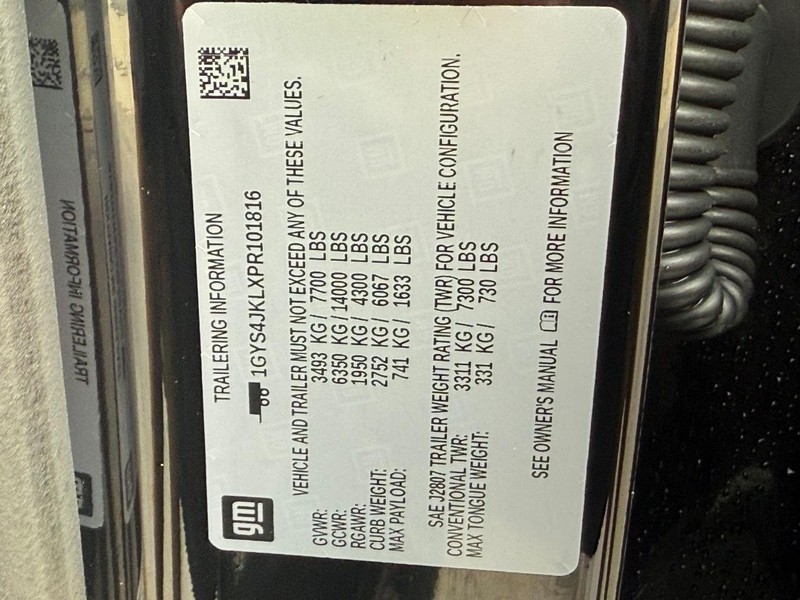 gm
TRAILERING INFORMATION
1GYS4JKLXPR101816
VEHICLE AND TRAILER MUST NOT EXCEED ANY OF THESE VALUES.
GVWR: 3493 KG / 7700 LBS
GCWR: 6350 KG / 14000 LBS
RGAWR: 1950 KG / 4300 LBS
CURB WEIGHT: 2752 KG / 6067 LBS
MAX PAYLOAD: 741 KG / 1633 LBS
SAE J2807 TRAILER WEIGHT RATING (TWR) FOR VEHICLE CONFIGURATION.
CONVENTIONAL TWR: 3311 KG / 7300 LBS
MAX TONGUE WEIGHT: 331 KG / 730 LBS
SEE OWNER'S MANUAL FOR MORE INFORMATION
TRAILERING INFORMATION